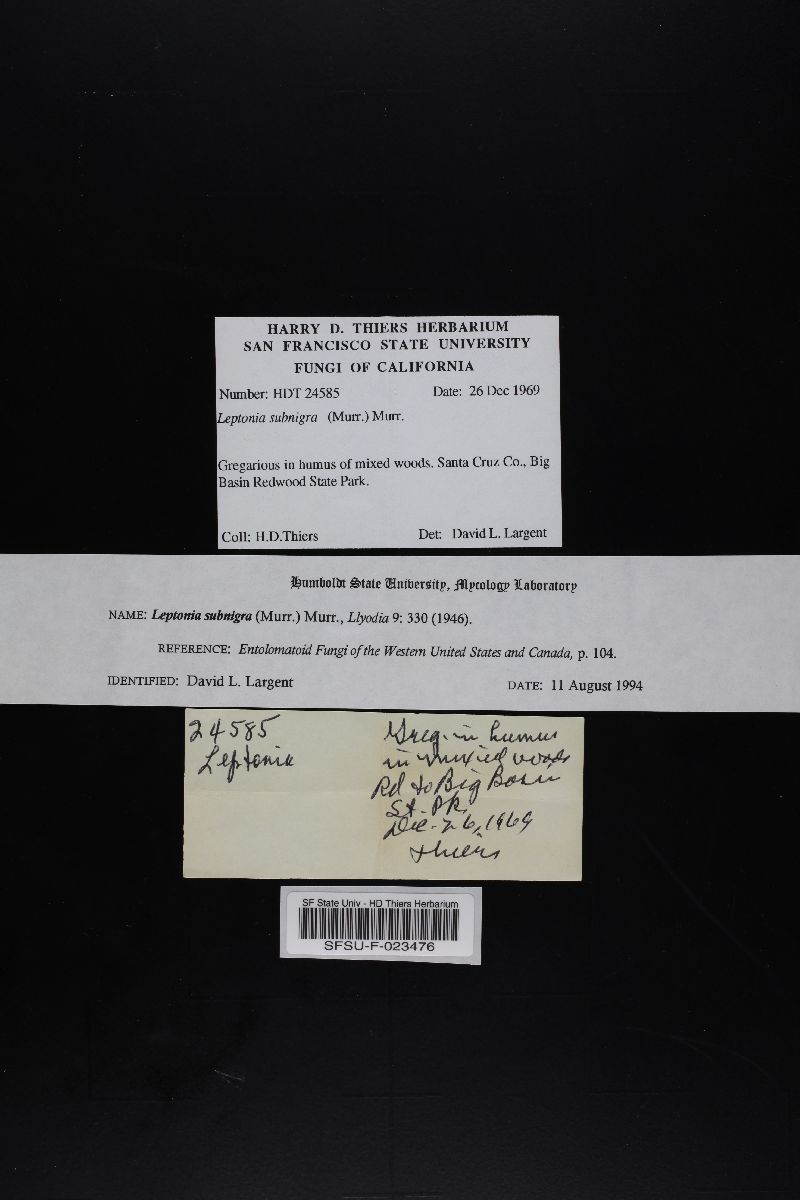 HARRY D. THIERS HERBARIUM
SAN FRANCISCO STATE UNIVERSITY
FUNGI OF CALIFORNIA
Number: HDT 24585 Date: 26 Dec 1969
Leptonia subnigra (Murr.) Murr.
Gregarious in humus of mixed woods. Santa Cruz Co., Big
Basin Redwood State Park.
Coll: H.D.Thiers Det: David L. Largent
Humboldt State University, Mycology Laboratory
NAME: Leptonia subnigra (Murr.) Murr., Llyodia 9: 330 (1946).
REFERENCE: Entolomatoid Fungi of the Western United States and Canada, p. 104.
IDENTIFIED: David L. Largent DATE: 11 August 1994
24585
Leptonia
Greg. in humus
in mixed woods
Rd to Big Basin
St. Pk.
Dec. 26, 1969
Thiers
SF State Univ - HD Thiers Herbarium
SFSU-F-023476